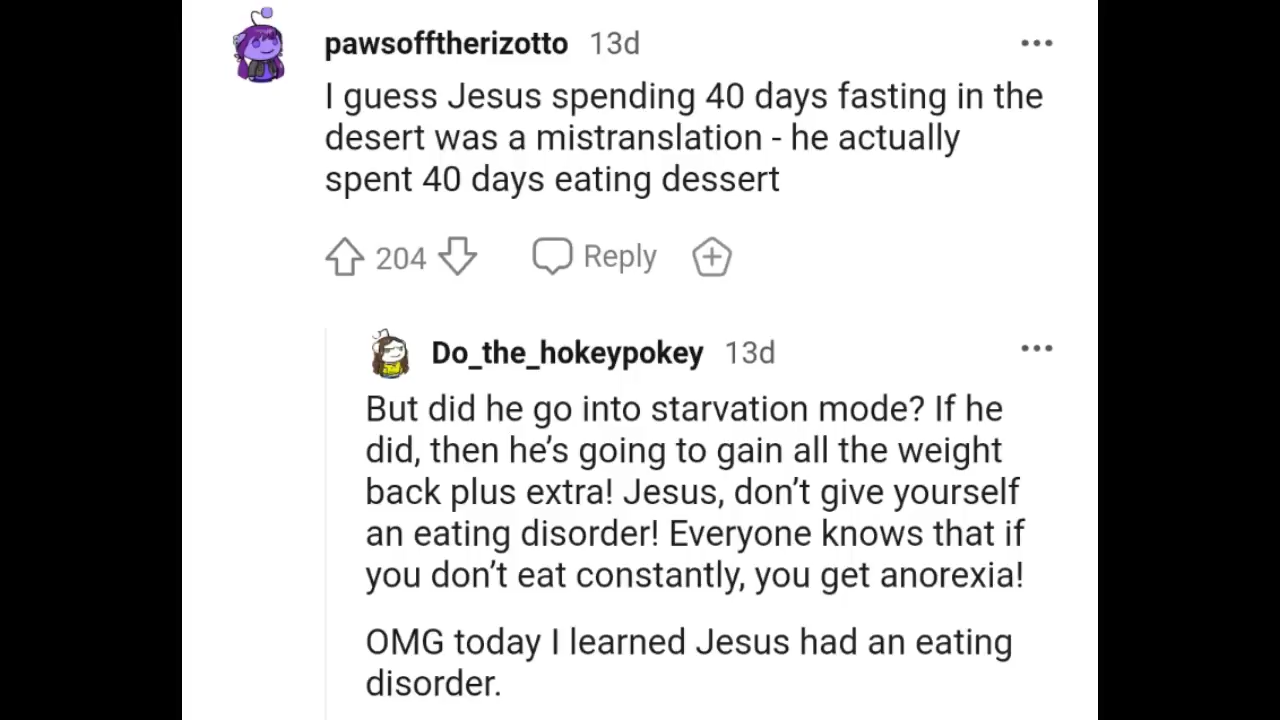 pawsofftherizotto 13d
I guess Jesus spending 40 days fasting in the
desert was a mistranslation - he actually
spent 40 days eating dessert
204 Reply
Do_the_hokeypokey 13d
But did he go into starvation mode? If he
did, then he’s going to gain all the weight
back plus extra! Jesus, don’t give yourself
an eating disorder! Everyone knows that if
you don’t eat constantly, you get anorexia!
OMG today I learned Jesus had an eating
disorder.